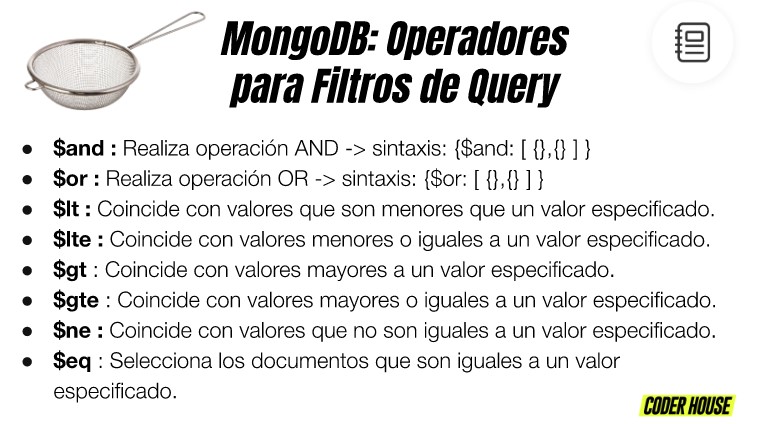 MongoDB: Operadores
para Filtros de Query
● $and : Realiza operación AND -> sintaxis: {$and: [ {},{} ] }
● $or : Realiza operación OR -> sintaxis: {$or: [ {},{} ] }
● $lt : Coincide con valores que son menores que un valor especificado.
● $lte : Coincide con valores menores o iguales a un valor especificado.
● $gt : Coincide con valores mayores a un valor especificado.
● $gte : Coincide con valores mayores o iguales a un valor especificado.
● $ne : Coincide con valores que no son iguales a un valor especificado.
● $eq : Selecciona los documentos que son iguales a un valor
especificado.
CODER HOUSE